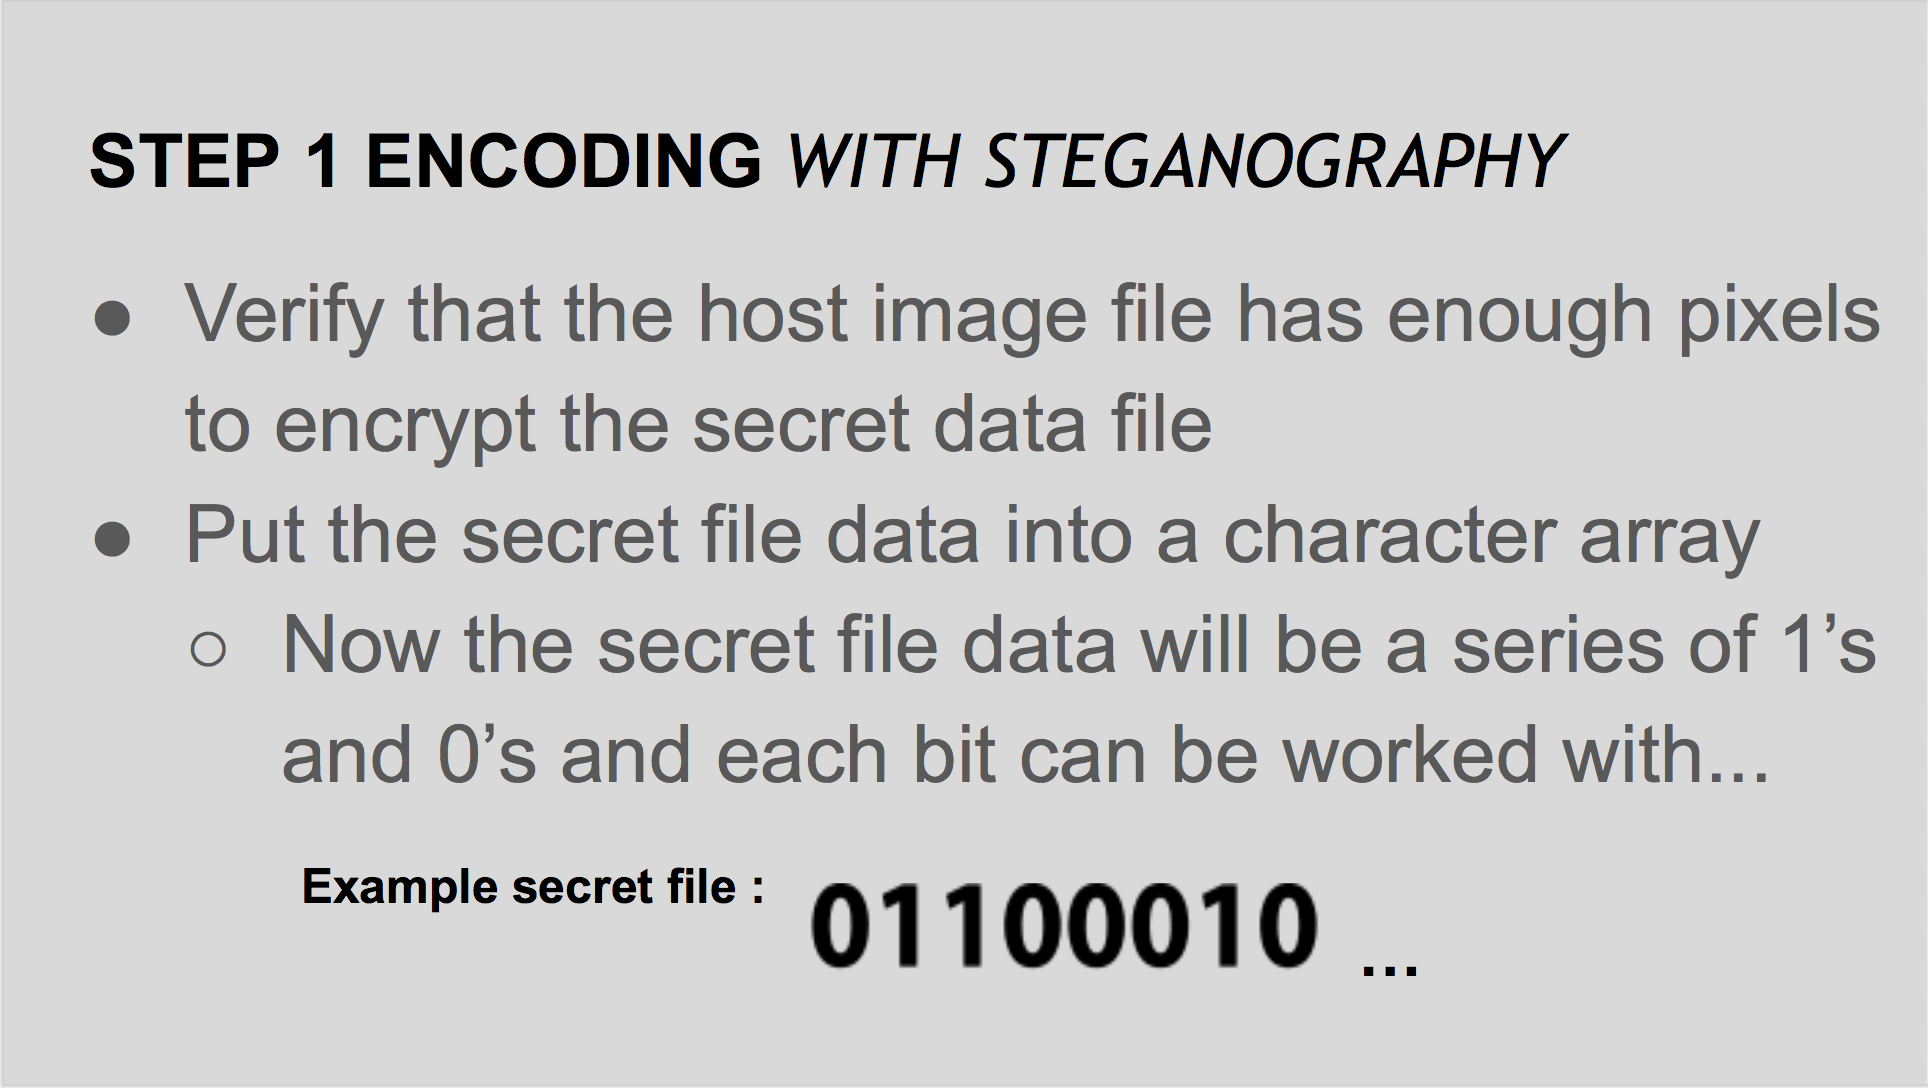 STEP 1 ENCODING WITH STEGANOGRAPHY
● Verify that the host image file has enough pixels
to encrypt the secret data file
● Put the secret file data into a character array
○ Now the secret file data will be a series of 1’s
and 0’s and each bit can be worked with...
Example secret file : 01100010 ...